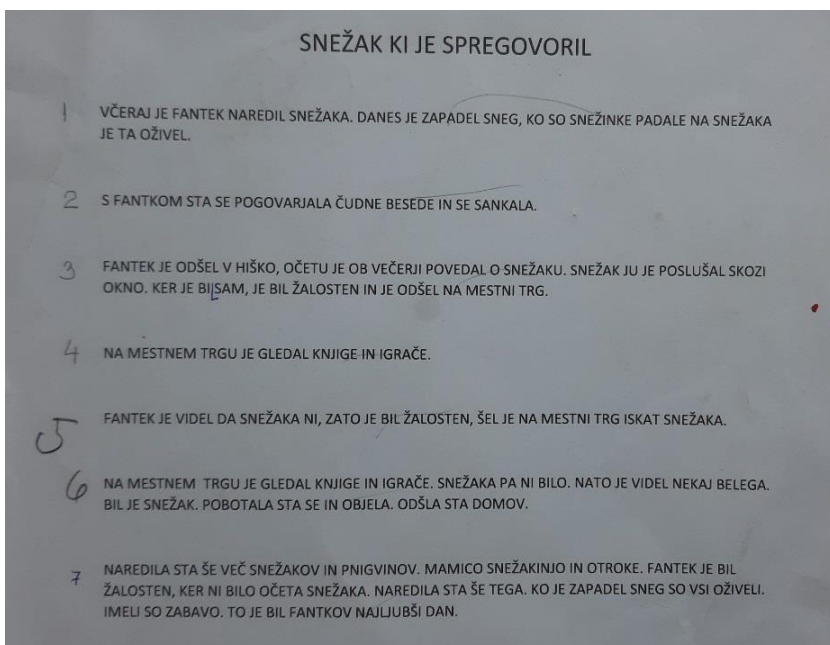 SNEŽAK KI JE SPREGOVORIL
1 VČERAJ JE FANTEK NAREDIL SNEŽAKA. DANES JE ZAPADEL SNEG, KO SO SNEŽINKE PADALE NA SNEŽAKA
JE TA OŽIVEL.
2 S FANTKOM STA SE POGOVARJALA ČUDNE BESEDE IN SE SANKALA.
3 FANTEK JE ODŠEL V HIŠKO, OČETU JE OB VEČERJI POVEDAL O SNEŽAKU. SNEŽAK JU JE POSLUŠAL SKOZI
OKNO. KER JE BIL SAM, JE BIL ŽALOSTEN IN JE ODŠEL NA MESTNI TRG.
4 NA MESTNEM TRGU JE GLEDAL KNJIGE IN IGRAČE.
5 FANTEK JE VIDEL DA SNEŽAKA NI, ZATO JE BIL ŽALOSTEN, ŠEL JE NA MESTNI TRG ISKAT SNEŽAKA.
6 NA MESTNEM TRGU JE GLEDAL KNJIGE IN IGRAČE. SNEŽAKA PA NI BILO. NATO JE VIDEL NEKAJ BELEGA.
BIL JE SNEŽAK. POBOTALA STA SE IN OBJELA. ODŠLA STA DOMOV.
7 NAREDILA STA ŠE VEČ SNEŽAKOV IN PNIGVINOV. MAMICO SNEŽAKINJO IN OTROKE. FANTEK JE BIL
ŽALOSTEN, KER NI BILO OČETA SNEŽAKA. NAREDILA STA ŠE TEGA. KO JE ZAPADEL SNEG SO VSI OŽIVELI.
IMELI SO ZABAVO. TO JE BIL FANTKOV NAJLJUBŠI DAN.